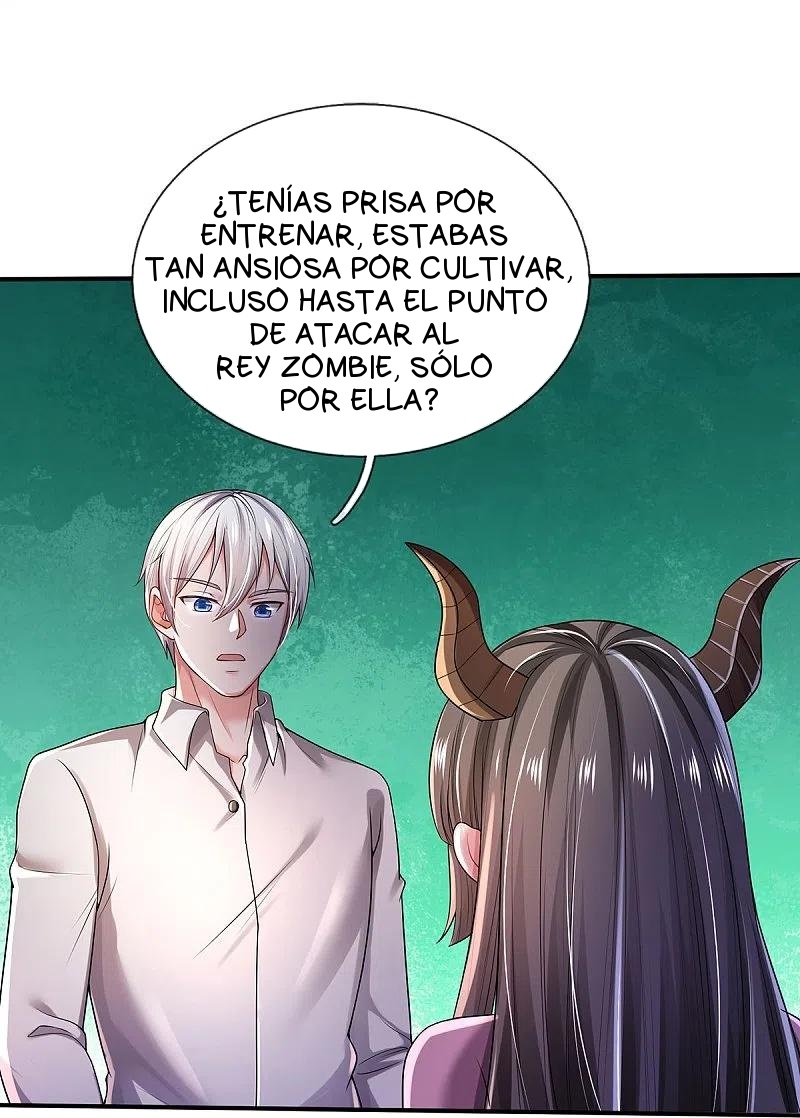 ¿TENÍAS PRISA POR
ENTRENAR, ESTABAS
TAN ANSIOSA POR CULTIVAR,
INCLUSO HASTA EL PUNTO
DE ATACAR AL
REY ZOMBIE, SÓLO
POR ELLA?